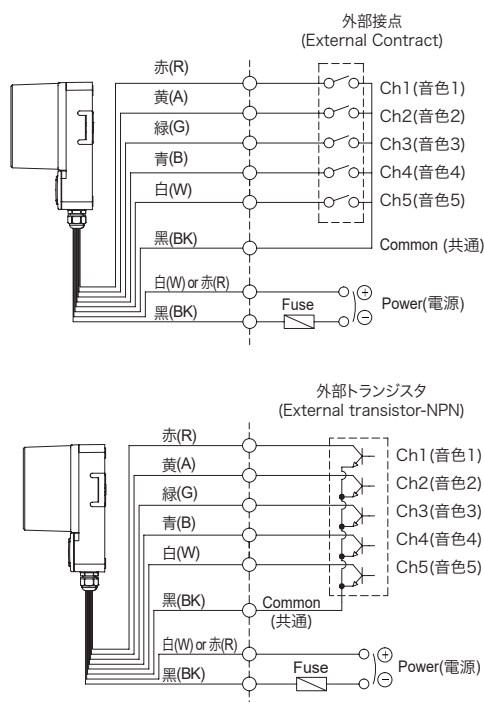 外部接点
(External Contract)
赤(R)
Ch1(音色1)
黄(A)
Ch2(音色2)
緑(G)
Ch3(音色3)
青(B)
Ch4(音色4)
白(W)
Ch5(音色5)
黒(BK)
Common (共通)
白(W) or 赤(R)
Fuse
Power(電源)
黒(BK)
外部トランジスタ
(External transistor-NPN)
赤(R)
Ch1(音色1)
黄(A)
Ch2(音色2)
緑(G)
Ch3(音色3)
青(B)
Ch4(音色4)
白(W)
Ch5(音色5)
黒(BK)
Common
(共通)
白(W) or 赤(R)
Fuse
Power(電源)
黒(BK)